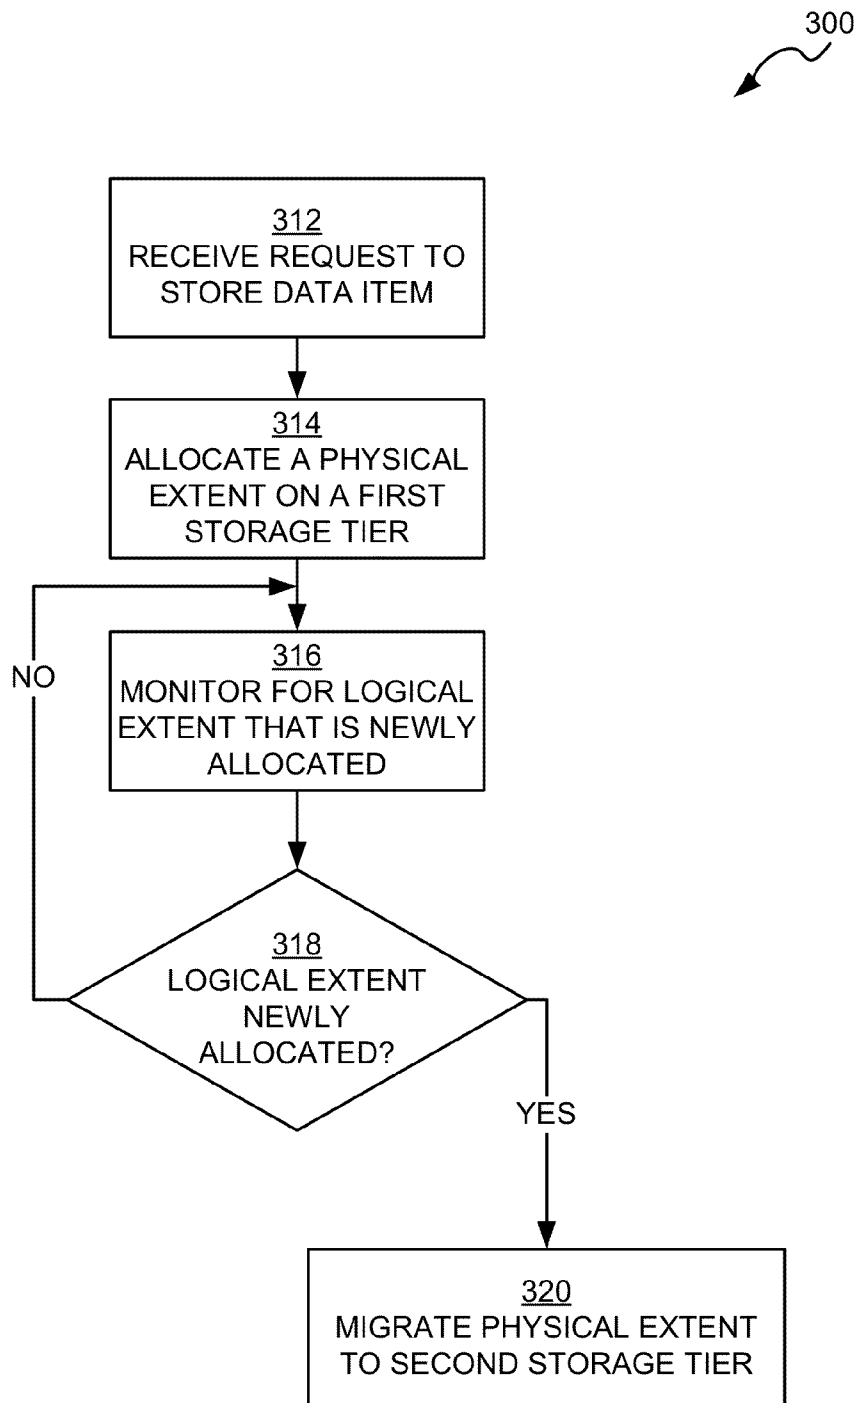 300
312
RECEIVE REQUEST TO
STORE DATA ITEM
314
ALLOCATE A PHYSICAL
EXTENT ON A FIRST
STORAGE TIER
316
MONITOR FOR LOGICAL
EXTENT THAT IS NEWLY
ALLOCATED
NO
318
LOGICAL EXTENT
NEWLY
ALLOCATED?
YES
320
MIGRATE PHYSICAL EXTENT
TO SECOND STORAGE TIER